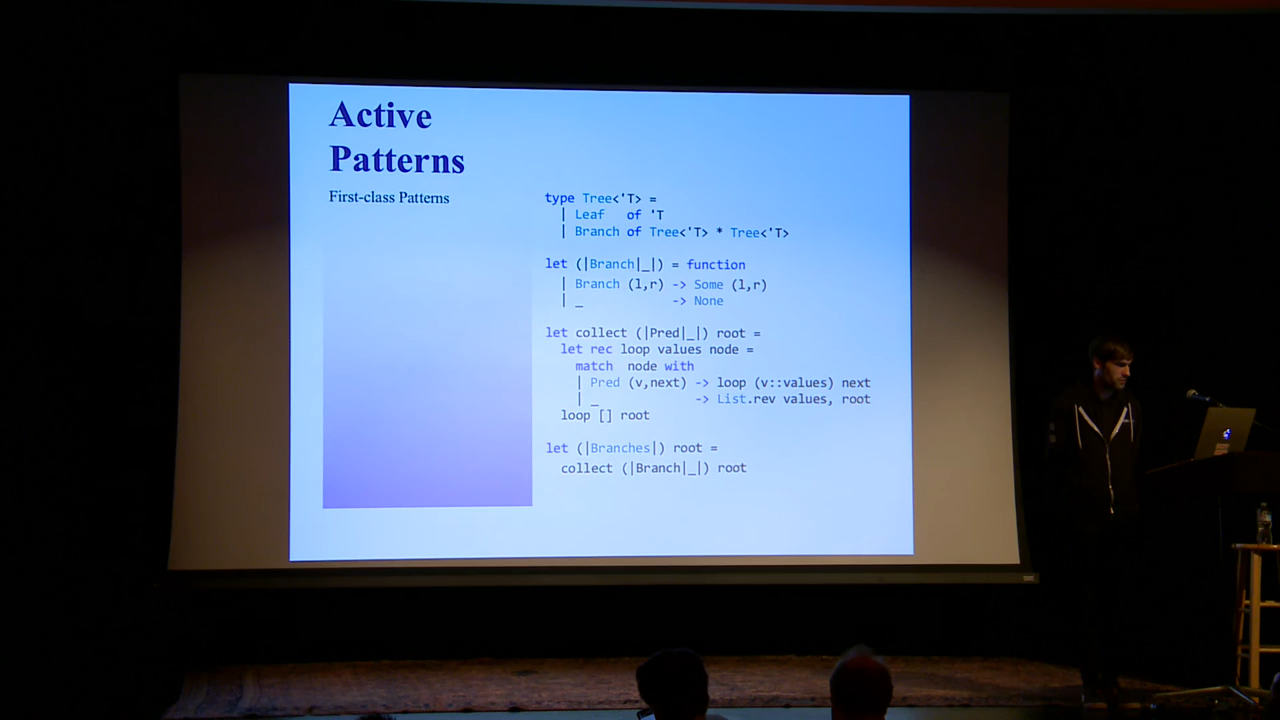 Active
Patterns
First-class Patterns
type Tree<'T> =
  | Leaf   of 'T
  | Branch of Tree<'T> * Tree<'T>
let (|Branch|_|) = function
  | Branch (l,r) -> Some (l,r)
  | _            -> None
let collect (|Pred|_|) root =
  let rec loop values node =
    match  node with
    | Pred (v,next) -> loop (v::values) next
    | _             -> List.rev values, root
  loop [] root
let (|Branches|) root =
  collect (|Branch|_|) root